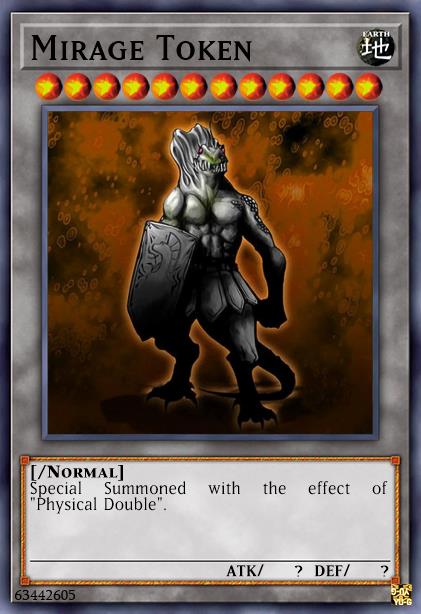 MIRAGE TOKEN
EARTH
地
[/NORMAL]
Special Summoned with the effect of
"Physical Double".
ATK/ ? DEF/ ?
63442605